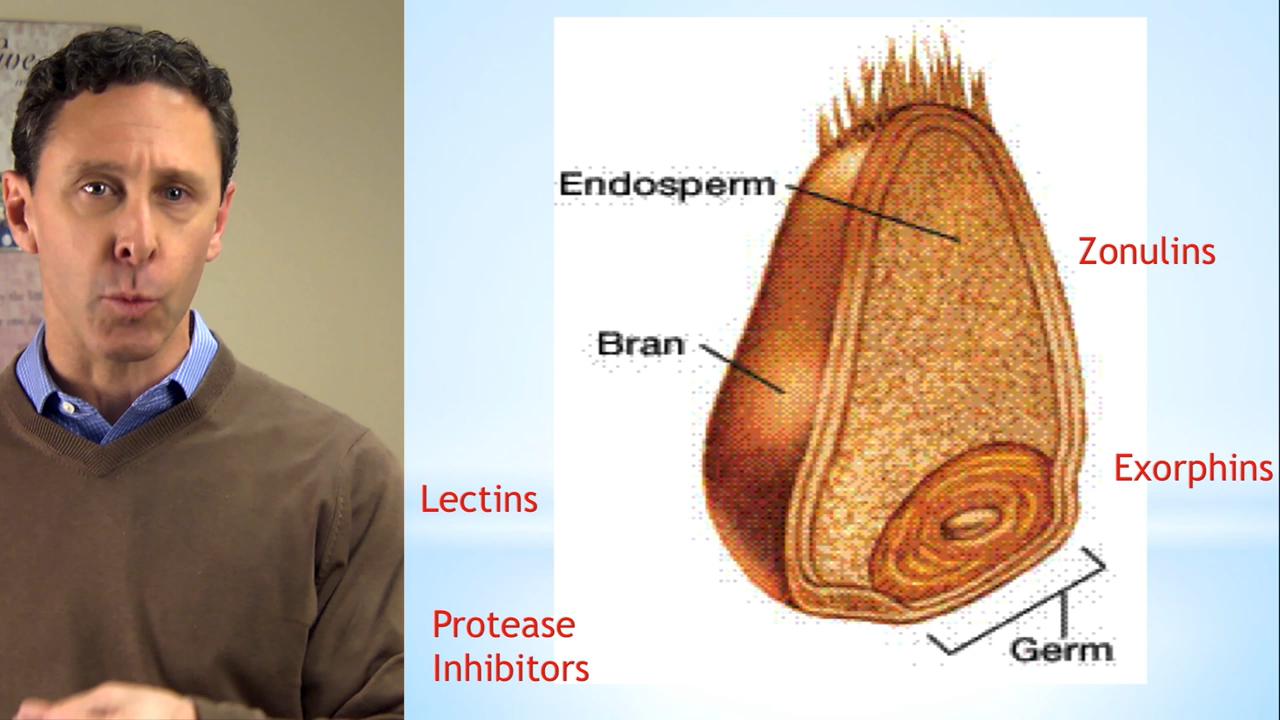 Endosperm
Zonulins
Bran
Exorphins
Lectins
Protease
Inhibitors
Germ